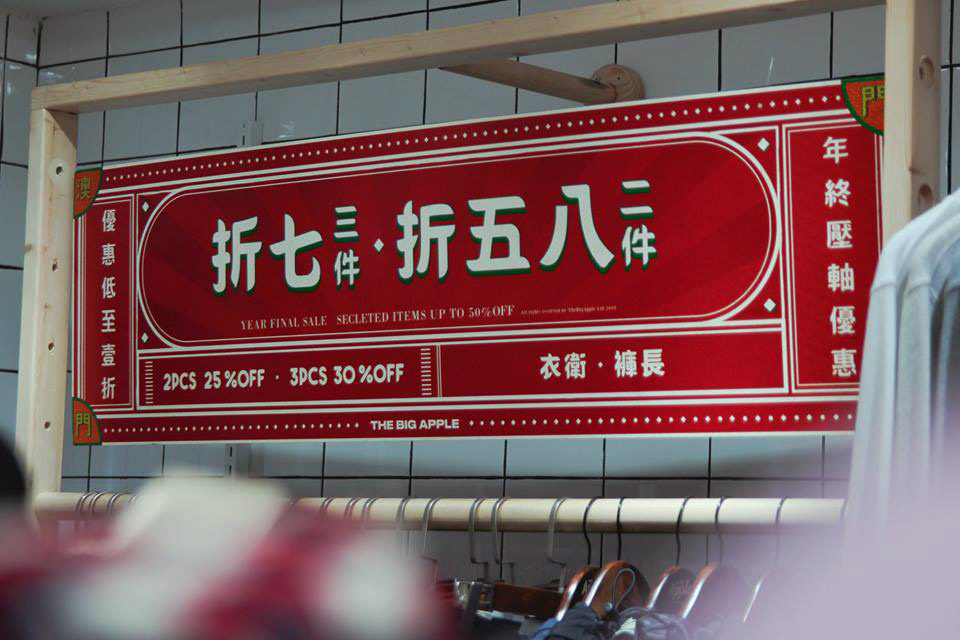 門
年終壓軸優惠
二件八五折・三件七折
YEAR FINAL SALE SECLETED ITEMS UP TO 50%OFF
長褲・衛衣
2PCS 25%OFF · 3PCS 30%OFF
澳
優惠低至壹折
門
THE BIG APPLE